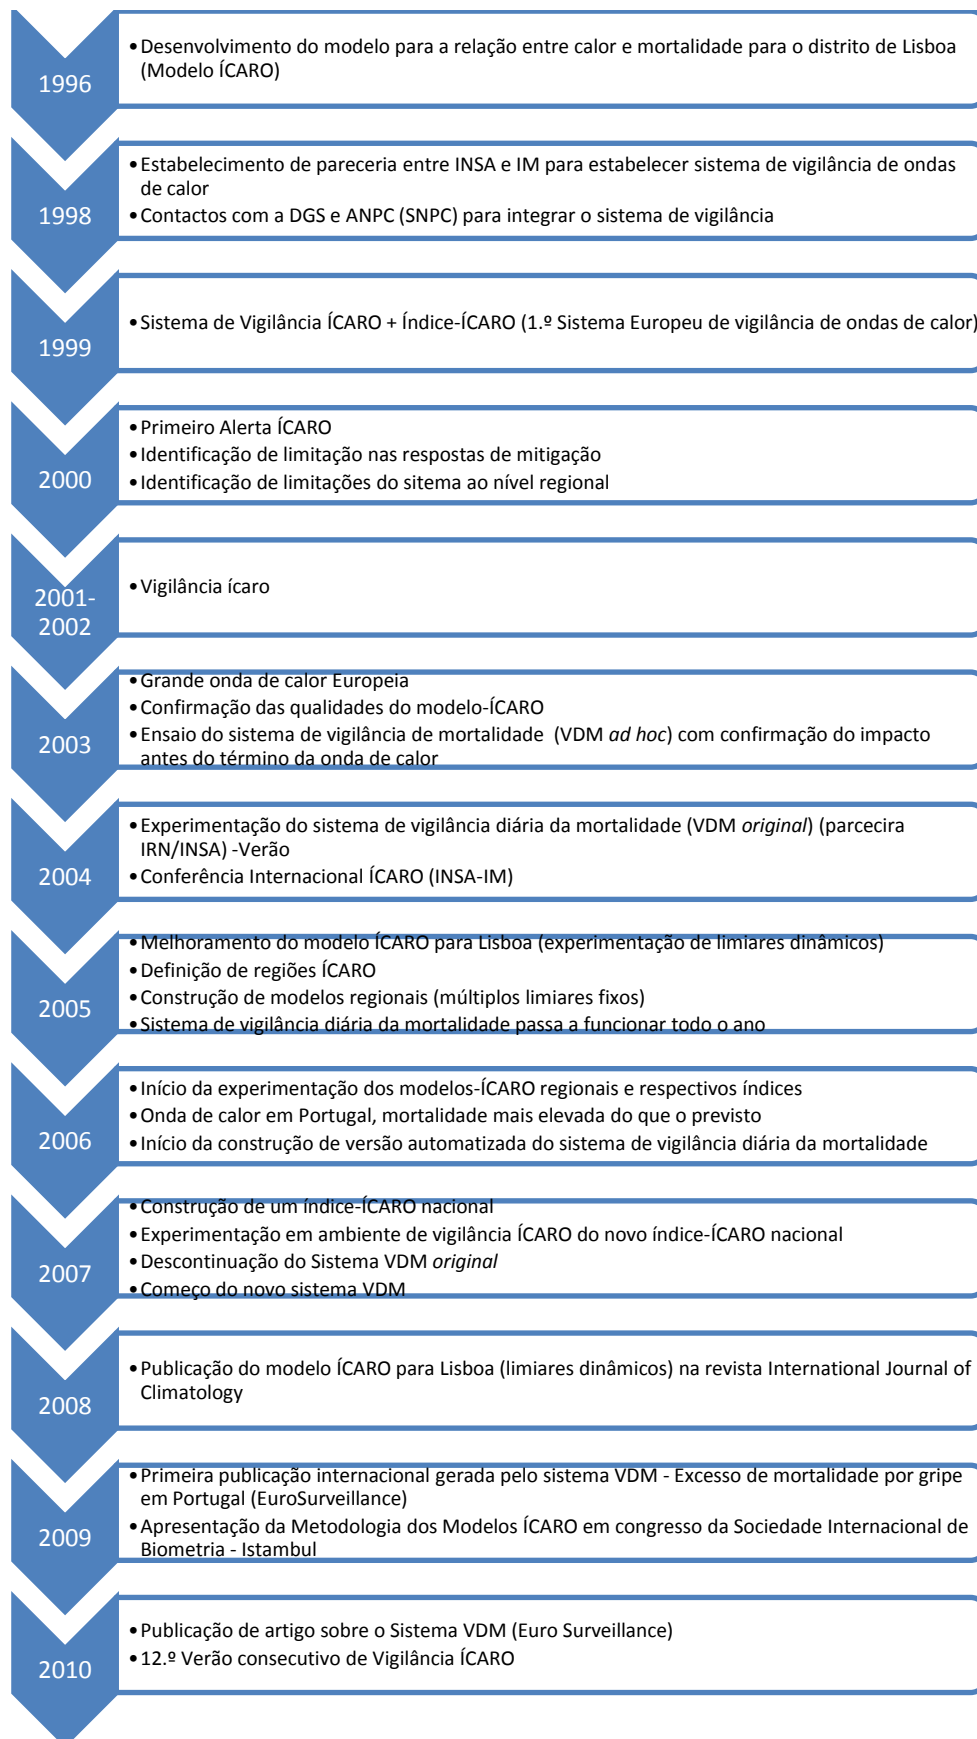 1996
•Desenvolvimento do modelo para a relação entre calor e mortalidade para o distrito de Lisboa
(Modelo ÍCARO)
1998
•Estabelecimento de pareceria entre INSA e IM para estabelecer sistema de vigilância de ondas
de calor
•Contactos com a DGS e ANPC (SNPC) para integrar o sistema de vigilância
1999
•Sistema de Vigilância ÍCARO + Índice-ÍCARO (1.º Sistema Europeu de vigilância de ondas de calor)
2000
•Primeiro Alerta ÍCARO
•Identificação de limitação nas respostas de mitigação
•Identificação de limitações do sitema ao nível regional
2001-
2002
•Vigilância ícaro
2003
•Grande onda de calor Europeia
•Confirmação das qualidades do modelo-ÍCARO
•Ensaio do sistema de vigilância de mortalidade (VDM ad hoc) com confirmação do impacto
antes do término da onda de calor
2004
•Experimentação do sistema de vigilância diária da mortalidade (VDM original) (parcecira
IRN/INSA) -Verão
•Conferência Internacional ÍCARO (INSA-IM)
2005
•Melhoramento do modelo ÍCARO para Lisboa (experimentação de limiares dinâmicos)
•Definição de regiões ÍCARO
•Construção de modelos regionais (múltiplos limiares fixos)
•Sistema de vigilância diária da mortalidade passa a funcionar todo o ano
2006
•Início da experimentação dos modelos-ÍCARO regionais e respectivos índices
•Onda de calor em Portugal, mortalidade mais elevada do que o previsto
•Início da construção de versão automatizada do sistema de vigilância diária da mortalidade
2007
•Construção de um índice-ÍCARO nacional
•Experimentação em ambiente de vigilância ÍCARO do novo índice-ÍCARO nacional
•Descontinuação do Sistema VDM original
•Começo do novo sistema VDM
2008
•Publicação do modelo ÍCARO para Lisboa (limiares dinâmicos) na revista International Journal of
Climatology
2009
•Primeira publicação internacional gerada pelo sistema VDM - Excesso de mortalidade por gripe
em Portugal (EuroSurveillance)
•Apresentação da Metodologia dos Modelos ÍCARO em congresso da Sociedade Internacional de
Biometria - Istambul
2010
•Publicação de artigo sobre o Sistema VDM (Euro Surveillance)
•12.º Verão consecutivo de Vigilância ÍCARO